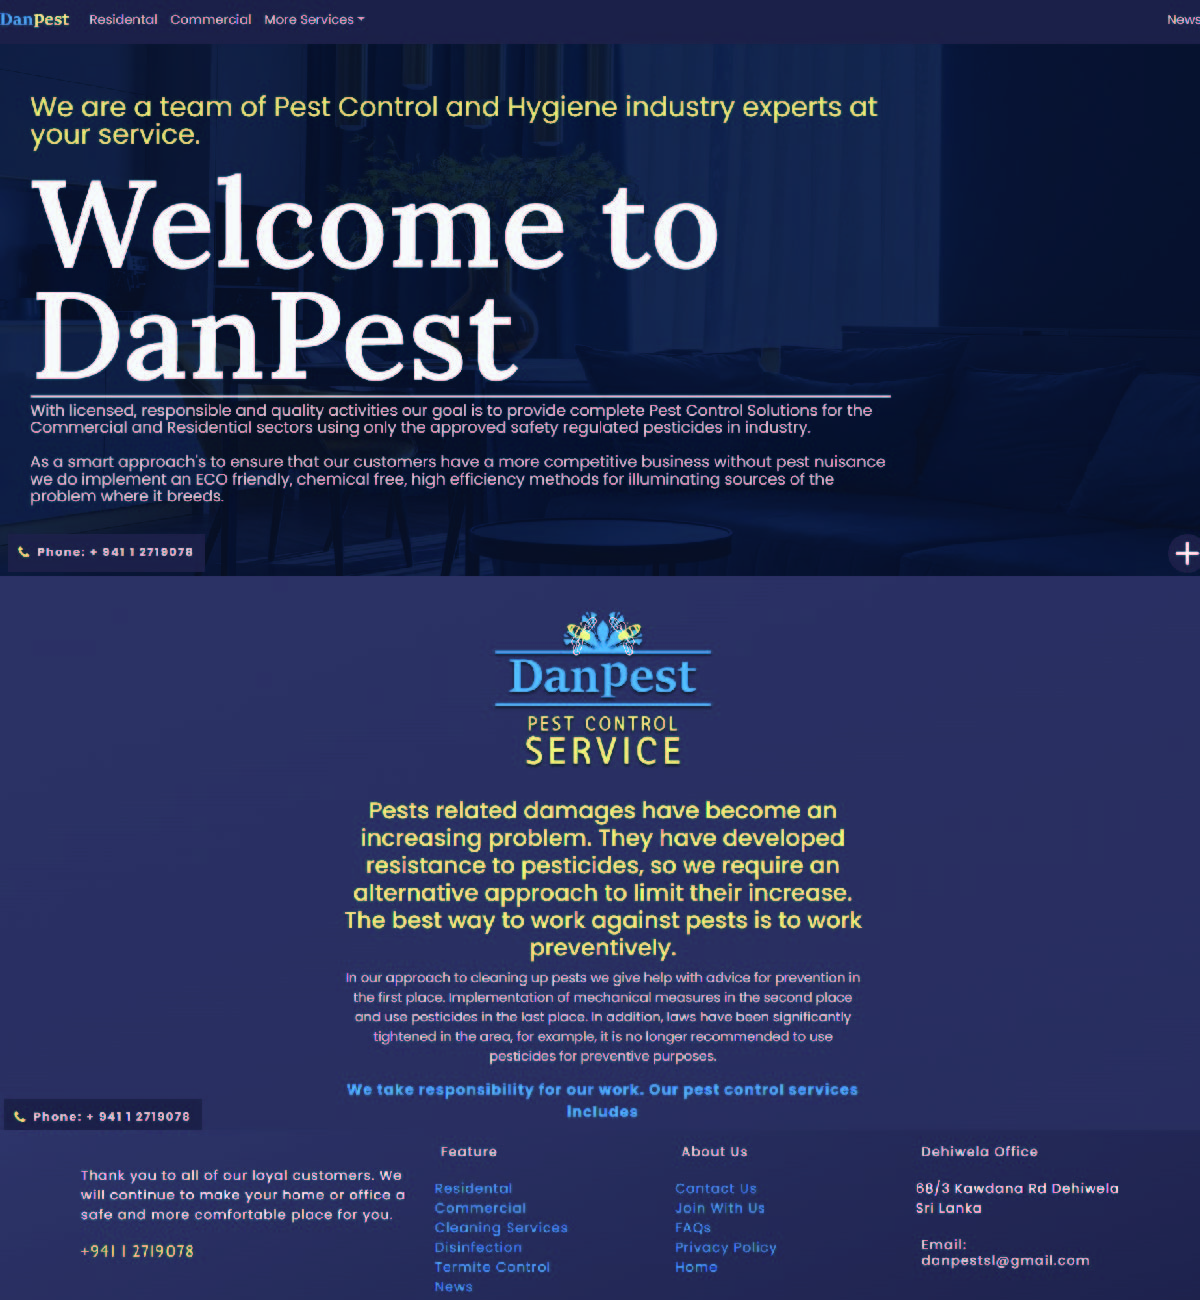 DanPest Residential Commercial More Services News
We are a team of Pest Control and Hygiene industry experts at
your service.
Welcome to
DanPest
With licensed, responsible and quality activities our goal is to provide complete Pest Control Solutions for the
Commercial and Residential sectors using only the approved safety regulated pesticides in industry.
As a smart approach's to ensure that our customers have a more competitive business without pest nuisance
we do implement an ECO friendly, chemical free, high efficiency methods for illuminating sources of the
problem where it breeds.
Phone: + 941 1 2719078
DanPest
PEST CONTROL
SERVICE
Pests related damages have become an
increasing problem. They have developed
resistance to pesticides, so we require an
alternative approach to limit their increase.
The best way to work against pests is to work
preventively.
In our approach to cleaning up pests we give help with advice for prevention in
the first place. Implementation of mechanical measures in the second place
and use pesticides in the last place. In addition, laws have been significantly
tightened in the area, for example, it is no longer recommended to use
pesticides for preventive purposes.
We take responsibility for our work. Our pest control services
Includes
Phone: + 941 1 2719078
Thank you to all of our loyal customers. We
will continue to make your home or office a
safe and more comfortable place for you.
+941 1 2719078
Feature
Residential
Commercial
Cleaning Services
Disinfection
Termite Control
News
About Us
Contact Us
Join With Us
FAQs
Privacy Policy
Home
Dehiwela Office
68/3 Kawdana Rd Dehiwela
Sri Lanka
Email:
danpestsl@gmail.com